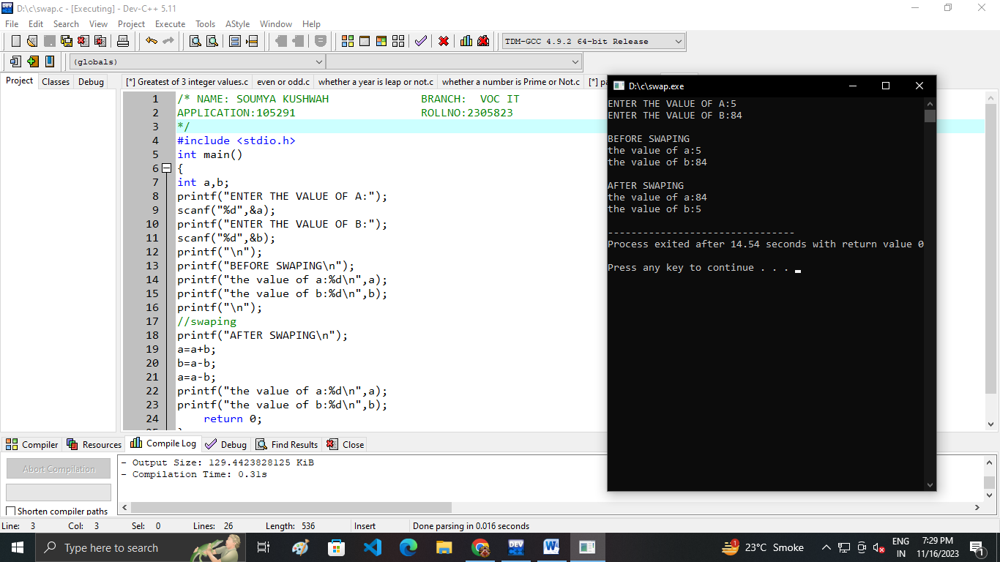 D:\c\swap.c - [Executing] - Dev-C++ 5.11
File Edit Search View Project Execute Tools AStyle Window Help
TDM-GCC 4.9.2 64-bit Release
(globals)
Project Classes Debug
[*] Greatest of 3 integer values.c even or odd.c whether a year is leap or not.c whether a number is Prime or Not.c [*]
1 /* NAME: SOUMYA KUSHWAH BRANCH: VOC IT
2 APPLICATION:105291 ROLLNO:2305823
3 */
4 #include <stdio.h>
5 int main()
6 {
7 int a,b;
8 printf("ENTER THE VALUE OF A:");
9 scanf("%d",&a);
10 printf("ENTER THE VALUE OF B:");
11 scanf("%d",&b);
12 printf("\n");
13 printf("BEFORE SWAPING\n");
14 printf("the value of a:%d\n",a);
15 printf("the value of b:%d\n",b);
16 printf("\n");
17 //swaping
18 printf("AFTER SWAPING\n");
19 a=a+b;
20 b=a-b;
21 a=a-b;
22 printf("the value of a:%d\n",a);
23 printf("the value of b:%d\n",b);
24 return 0;
D:\c\swap.exe
ENTER THE VALUE OF A:5
ENTER THE VALUE OF B:84
BEFORE SWAPING
the value of a:5
the value of b:84
AFTER SWAPING
the value of a:84
the value of b:5
--------------------------------
Process exited after 14.54 seconds with return value 0
Press any key to continue . . .
Compiler Resources Compile Log Debug Find Results Close
Abort Compilation
Shorten compiler paths
- Output Size: 129.4423828125 KiB
- Compilation Time: 0.31s
Line: 3 Col: 3 Sel: 0 Lines: 26 Length: 536 Insert Done parsing in 0.016 seconds
Type here to search
DEV
1
23°C Smoke
ENG
IN
7:29 PM
11/16/2023
1